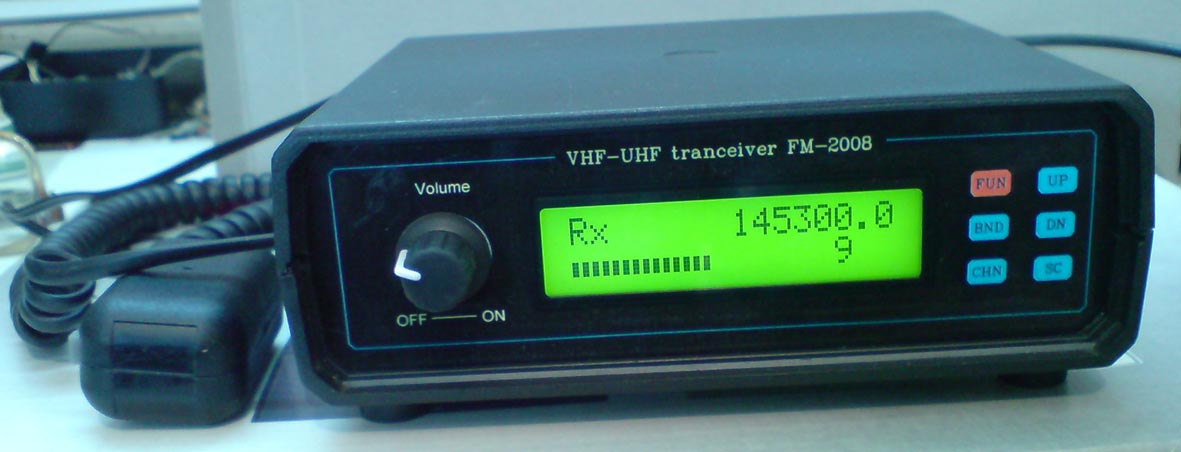 VHF-UHF tranceiver FM-2008
Volume
OFF ON
Rx 145300.0
9
FUN UP
BND DN
CHN SC